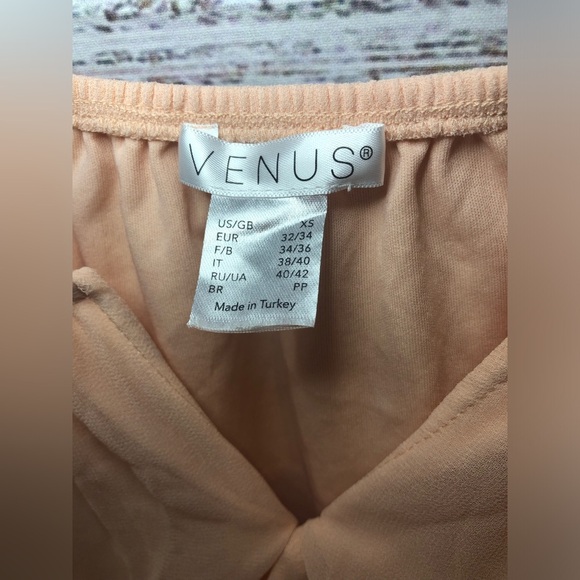 VENUS®
US/GB XS
EUR 32/34
F/B 34/36
IT 38/40
RU/UA 40/42
BR PP
Made in Turkey